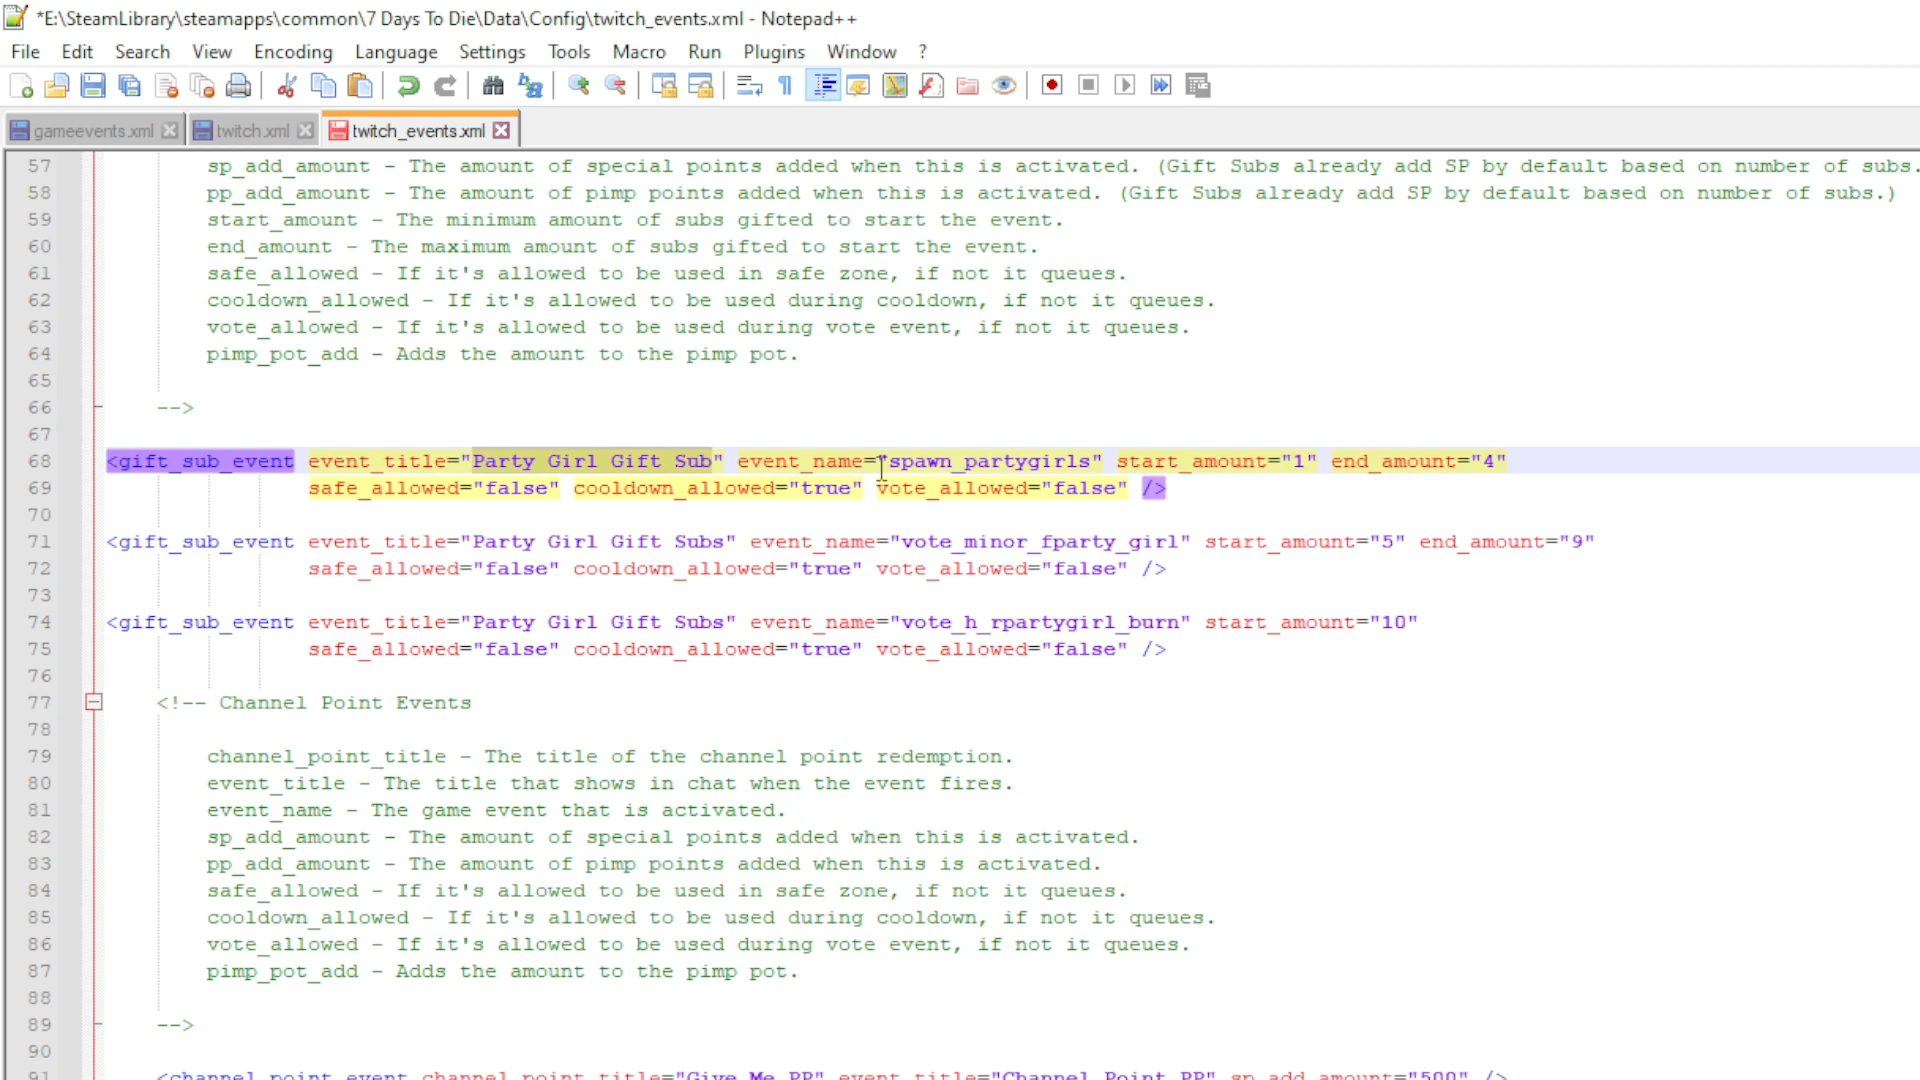 *E:\SteamLibrary\steamapps\common\7 Days To Die\Data\Config\twitch_events.xml - Notepad++
File Edit Search View Encoding Language Settings Tools Macro Run Plugins Window ?
gameevents.xml twitch.xml twitch_events.xml
57 sp_add_amount - The amount of special points added when this is activated. (Gift Subs already add SP by default based on number of subs.
58 pp_add_amount - The amount of pimp points added when this is activated. (Gift Subs already add SP by default based on number of subs.)
59 start_amount - The minimum amount of subs gifted to start the event.
60 end_amount - The maximum amount of subs gifted to start the event.
61 safe_allowed - If it's allowed to be used in safe zone, if not it queues.
62 cooldown_allowed - If it's allowed to be used during cooldown, if not it queues.
63 vote_allowed - If it's allowed to be used during vote event, if not it queues.
64 pimp_pot_add - Adds the amount to the pimp pot.
65
66 -->
67
68 <gift_sub_event event_title="Party Girl Gift Sub" event_name="spawn_partygirls" start_amount="1" end_amount="4"
69 safe_allowed="false" cooldown_allowed="true" vote_allowed="false" />
70
71 <gift_sub_event event_title="Party Girl Gift Subs" event_name="vote_minor_fparty_girl" start_amount="5" end_amount="9"
72 safe_allowed="false" cooldown_allowed="true" vote_allowed="false" />
73
74 <gift_sub_event event_title="Party Girl Gift Subs" event_name="vote_h_rpartygirl_burn" start_amount="10"
75 safe_allowed="false" cooldown_allowed="true" vote_allowed="false" />
76
77 <!-- Channel Point Events
78
79 channel_point_title - The title of the channel point redemption.
80 event_title - The title that shows in chat when the event fires.
81 event_name - The game event that is activated.
82 sp_add_amount - The amount of special points added when this is activated.
83 pp_add_amount - The amount of pimp points added when this is activated.
84 safe_allowed - If it's allowed to be used in safe zone, if not it queues.
85 cooldown_allowed - If it's allowed to be used during cooldown, if not it queues.
86 vote_allowed - If it's allowed to be used during vote event, if not it queues.
87 pimp_pot_add - Adds the amount to the pimp pot.
88
89 -->
90
91 <channel_point_event channel_point_title="Give Me PP" event_title="Channel Point PP" sp_add_amount="500" />